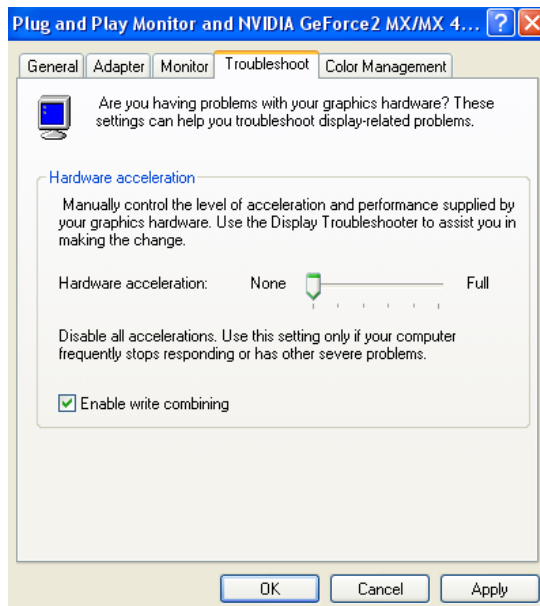 Plug and Play Monitor and NVIDIA GeForce2 MX/MX 4... ?
General Adapter Monitor Troubleshoot Color Management
Are you having problems with your graphics hardware? These
settings can help you troubleshoot display-related problems.
Hardware acceleration
Manually control the level of acceleration and performance supplied by
your graphics hardware. Use the Display Troubleshooter to assist you in
making the change.
Hardware acceleration: None Full
Disable all accelerations. Use this setting only if your computer
frequently stops responding or has other severe problems.
Enable write combining
OK Cancel Apply